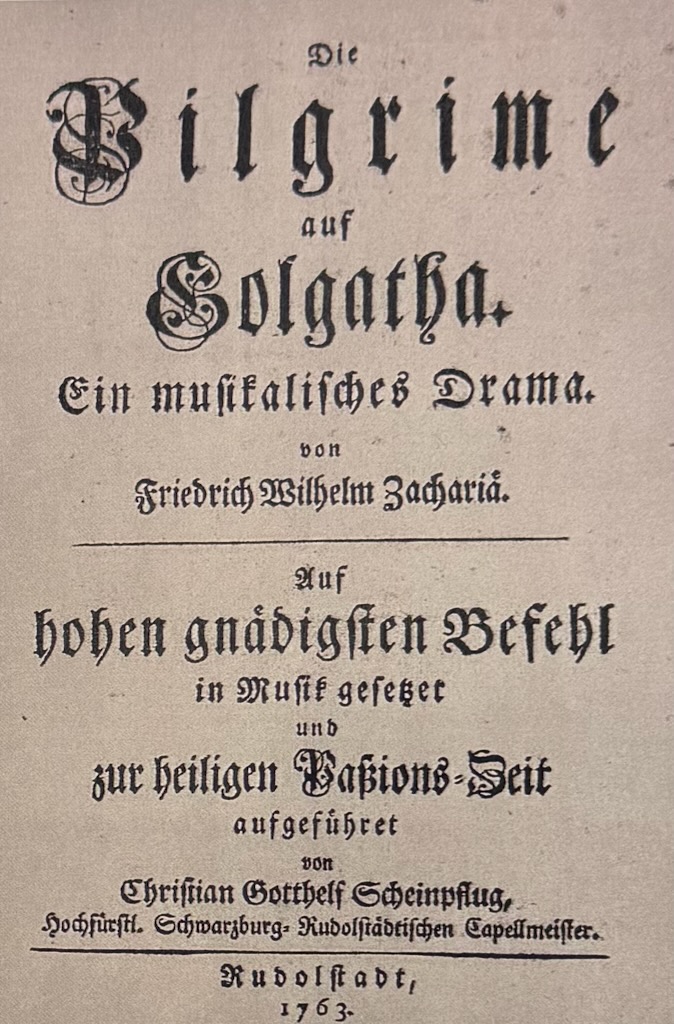 Die
Pilgrime
auf
Golgatha.
Ein muſikaliſches Drama.
von
Friedrich Wilhelm Zachariä.
Auf
hohen gnädigſten Befehl
in Muſik geſetzet
und
zur heiligen Paßions-Zeit
aufgeführet
von
Chriſtian Gotthelf Scheinpflug,
Hochfürſtl. Schwarzburg-Rudolſtädtiſchen Capellmeiſter.
Rudolſtadt,
1763.